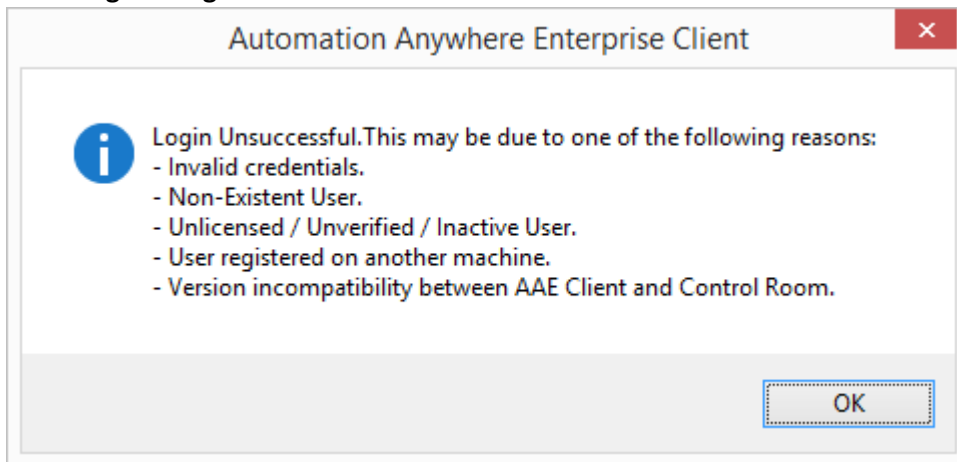 Automation Anywhere Enterprise Client
Login Unsuccessful.This may be due to one of the following reasons:
- Invalid credentials.
- Non-Existent User.
- Unlicensed / Unverified / Inactive User.
- User registered on another machine.
- Version incompatibility between AAE Client and Control Room.
OK